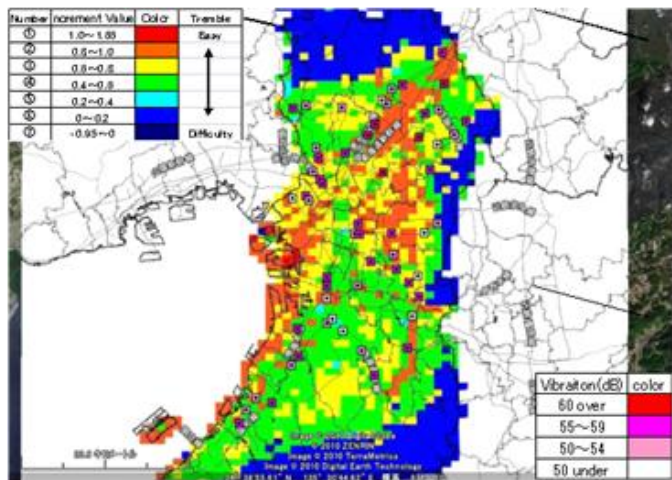 Number Increment Value Color Tremble
① 1.0～1.88 Easy
② 0.8～1.0
③ 0.6～0.8
④ 0.4～0.6
⑤ 0.2～0.4
⑥ 0～0.2
⑦ -0.95～0 Difficulty
Vibraiton(dB) color
60 over
55～59
50～54
50 under
© 2010 ZENRIN
Image © 2010 TerraMetrics
Image © 2010 Digital Earth Technology